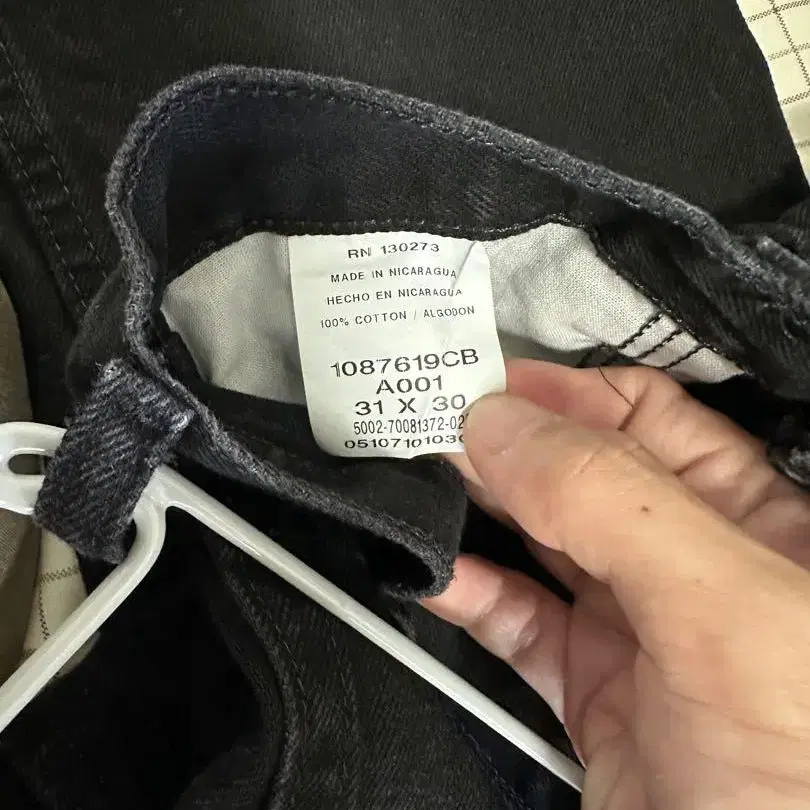 RN 130273
MADE IN NICARAGUA
HECHO EN NICARAGUA
100% COTTON / ALGODON
1087619CB
A001
31 X 30